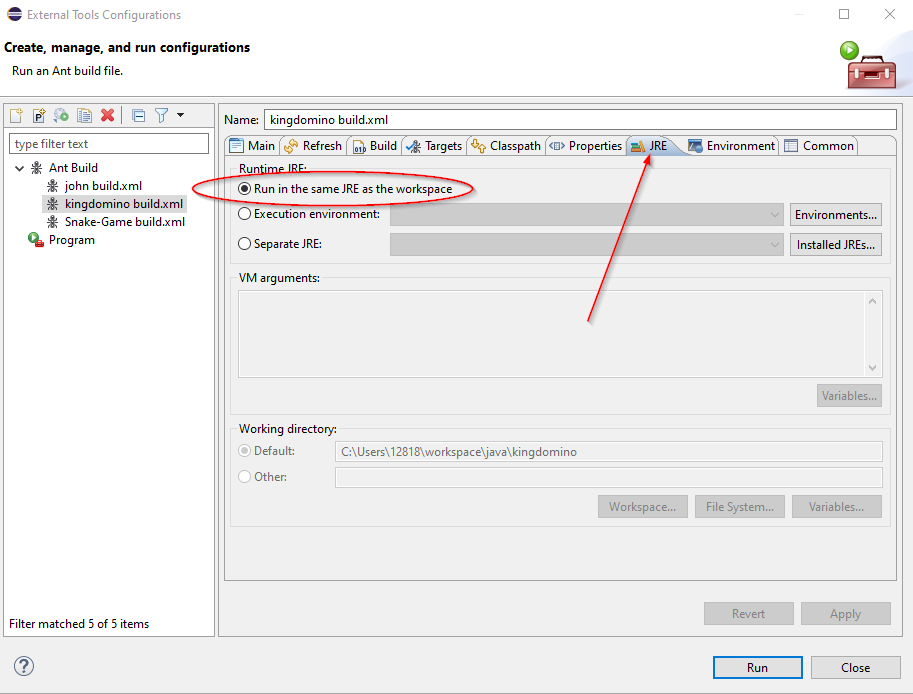 External Tools Configurations
Create, manage, and run configurations
Run an Ant build file.
P
type filter text
Ant Build
john build.xml
kingdomino build.xml
Snake-Game build.xml
Program
Filter matched 5 of 5 items
Name: kingdomino build.xml
Main Refresh Build Targets Classpath Properties JRE Environment Common
Runtime JRE:
Run in the same JRE as the workspace
Execution environment: Environments...
Separate JRE: Installed JREs...
VM arguments:
Variables...
Working directory:
Default: C:\Users\12818\workspace\java\kingdomino
Other:
Workspace... File System... Variables...
Revert Apply
? Run Close